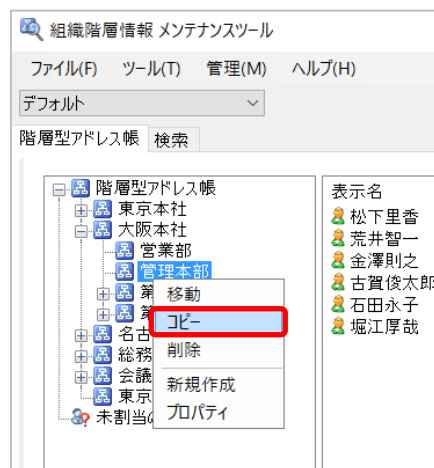 組織階層情報 メンテナンスツール
ファイル(F) ツール(T) 管理(M) ヘルプ(H)
デフォルト
階層型アドレス帳 検索
階層型アドレス帳
東京本社
大阪本社
営業部
管理本部
第
第
名古
総務
会議
東京
未割当の
移動
コピー
削除
新規作成
プロパティ
表示名
松下里香
荒井智一
金澤則之
古賀俊太郎
石田永子
堀江厚哉